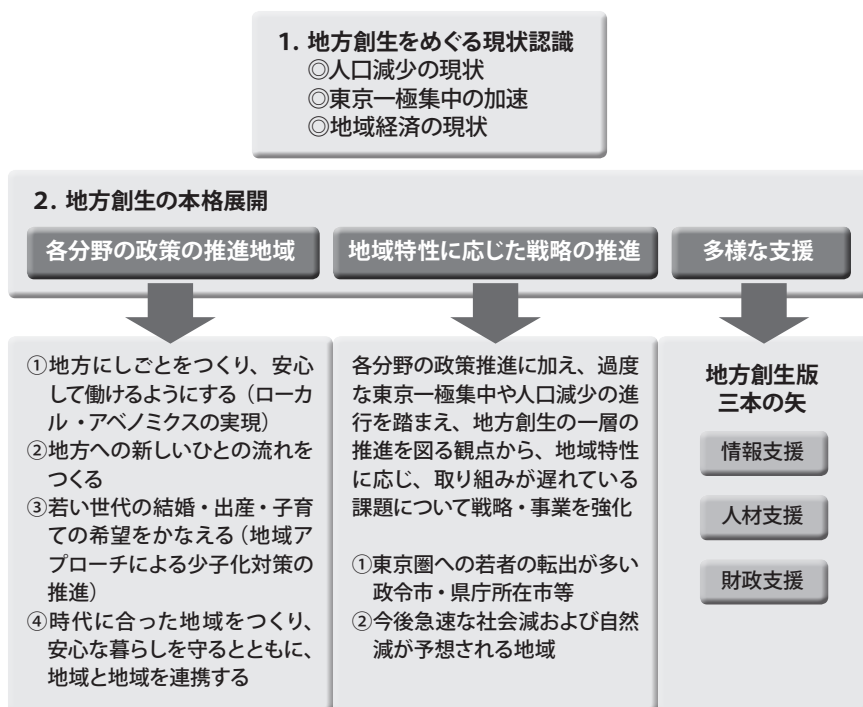 1. 地方創生をめぐる現状認識
◎人口減少の現状
◎東京一極集中の加速
◎地域経済の現状
2. 地方創生の本格展開
各分野の政策の推進地域
地域特性に応じた戦略の推進
多様な支援
①地方にしごとをつくり、安心
して働けるようにする（ローカ
ル・アベノミクスの実現）
②地方への新しいひとの流れを
つくる
③若い世代の結婚・出産・子育
ての希望をかなえる（地域ア
プローチによる少子化対策の
推進）
④時代に合った地域をつくり、
安心な暮らしを守るとともに、
地域と地域を連携する
各分野の政策推進に加え、過度
な東京一極集中や人口減少の進
行を踏まえ、地方創生の一層の
推進を図る観点から、地域特性
に応じ、取り組みが遅れている
課題について戦略・事業を強化
①東京圏への若者の転出が多い
政令市・県庁所在市等
②今後急速な社会減および自然
減が予想される地域
地方創生版
三本の矢
情報支援
人材支援
財政支援